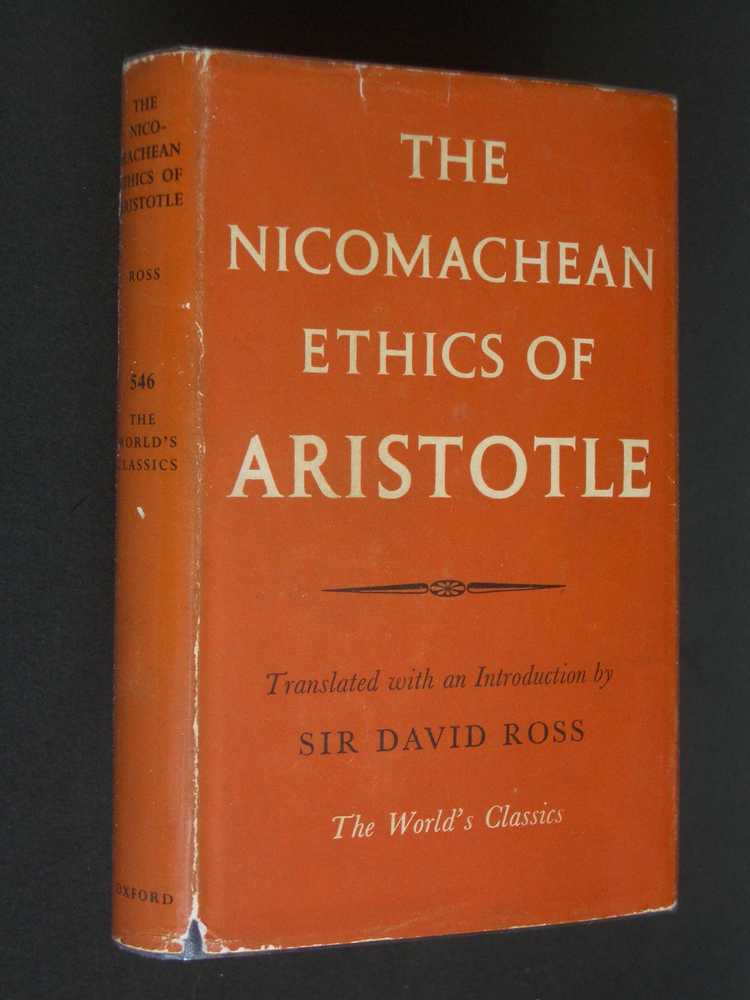 THE
NICO-
MACHEAN
ETHICS OF
ARISTOTLE
ROSS
546
THE
WORLD'S
CLASSICS
OXFORD
THE
NICOMACHEAN
ETHICS OF
ARISTOTLE
Translated with an Introduction by
SIR DAVID ROSS
The World's Classics